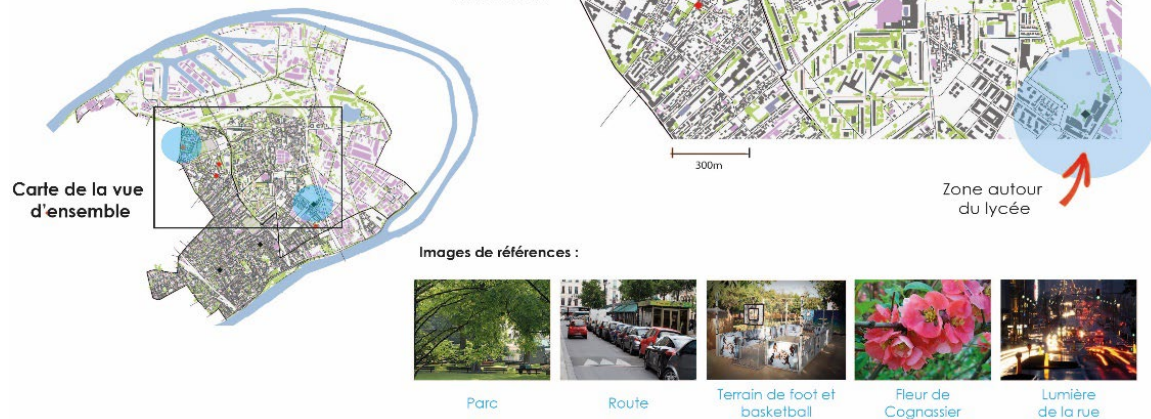 300m
Carte de la vue
d'ensemble
Zone autour
du lycée
Images de références :
Parc
Route
Terrain de foot et
basketball
Fleur de
Cognassier
Lumière
de la rue